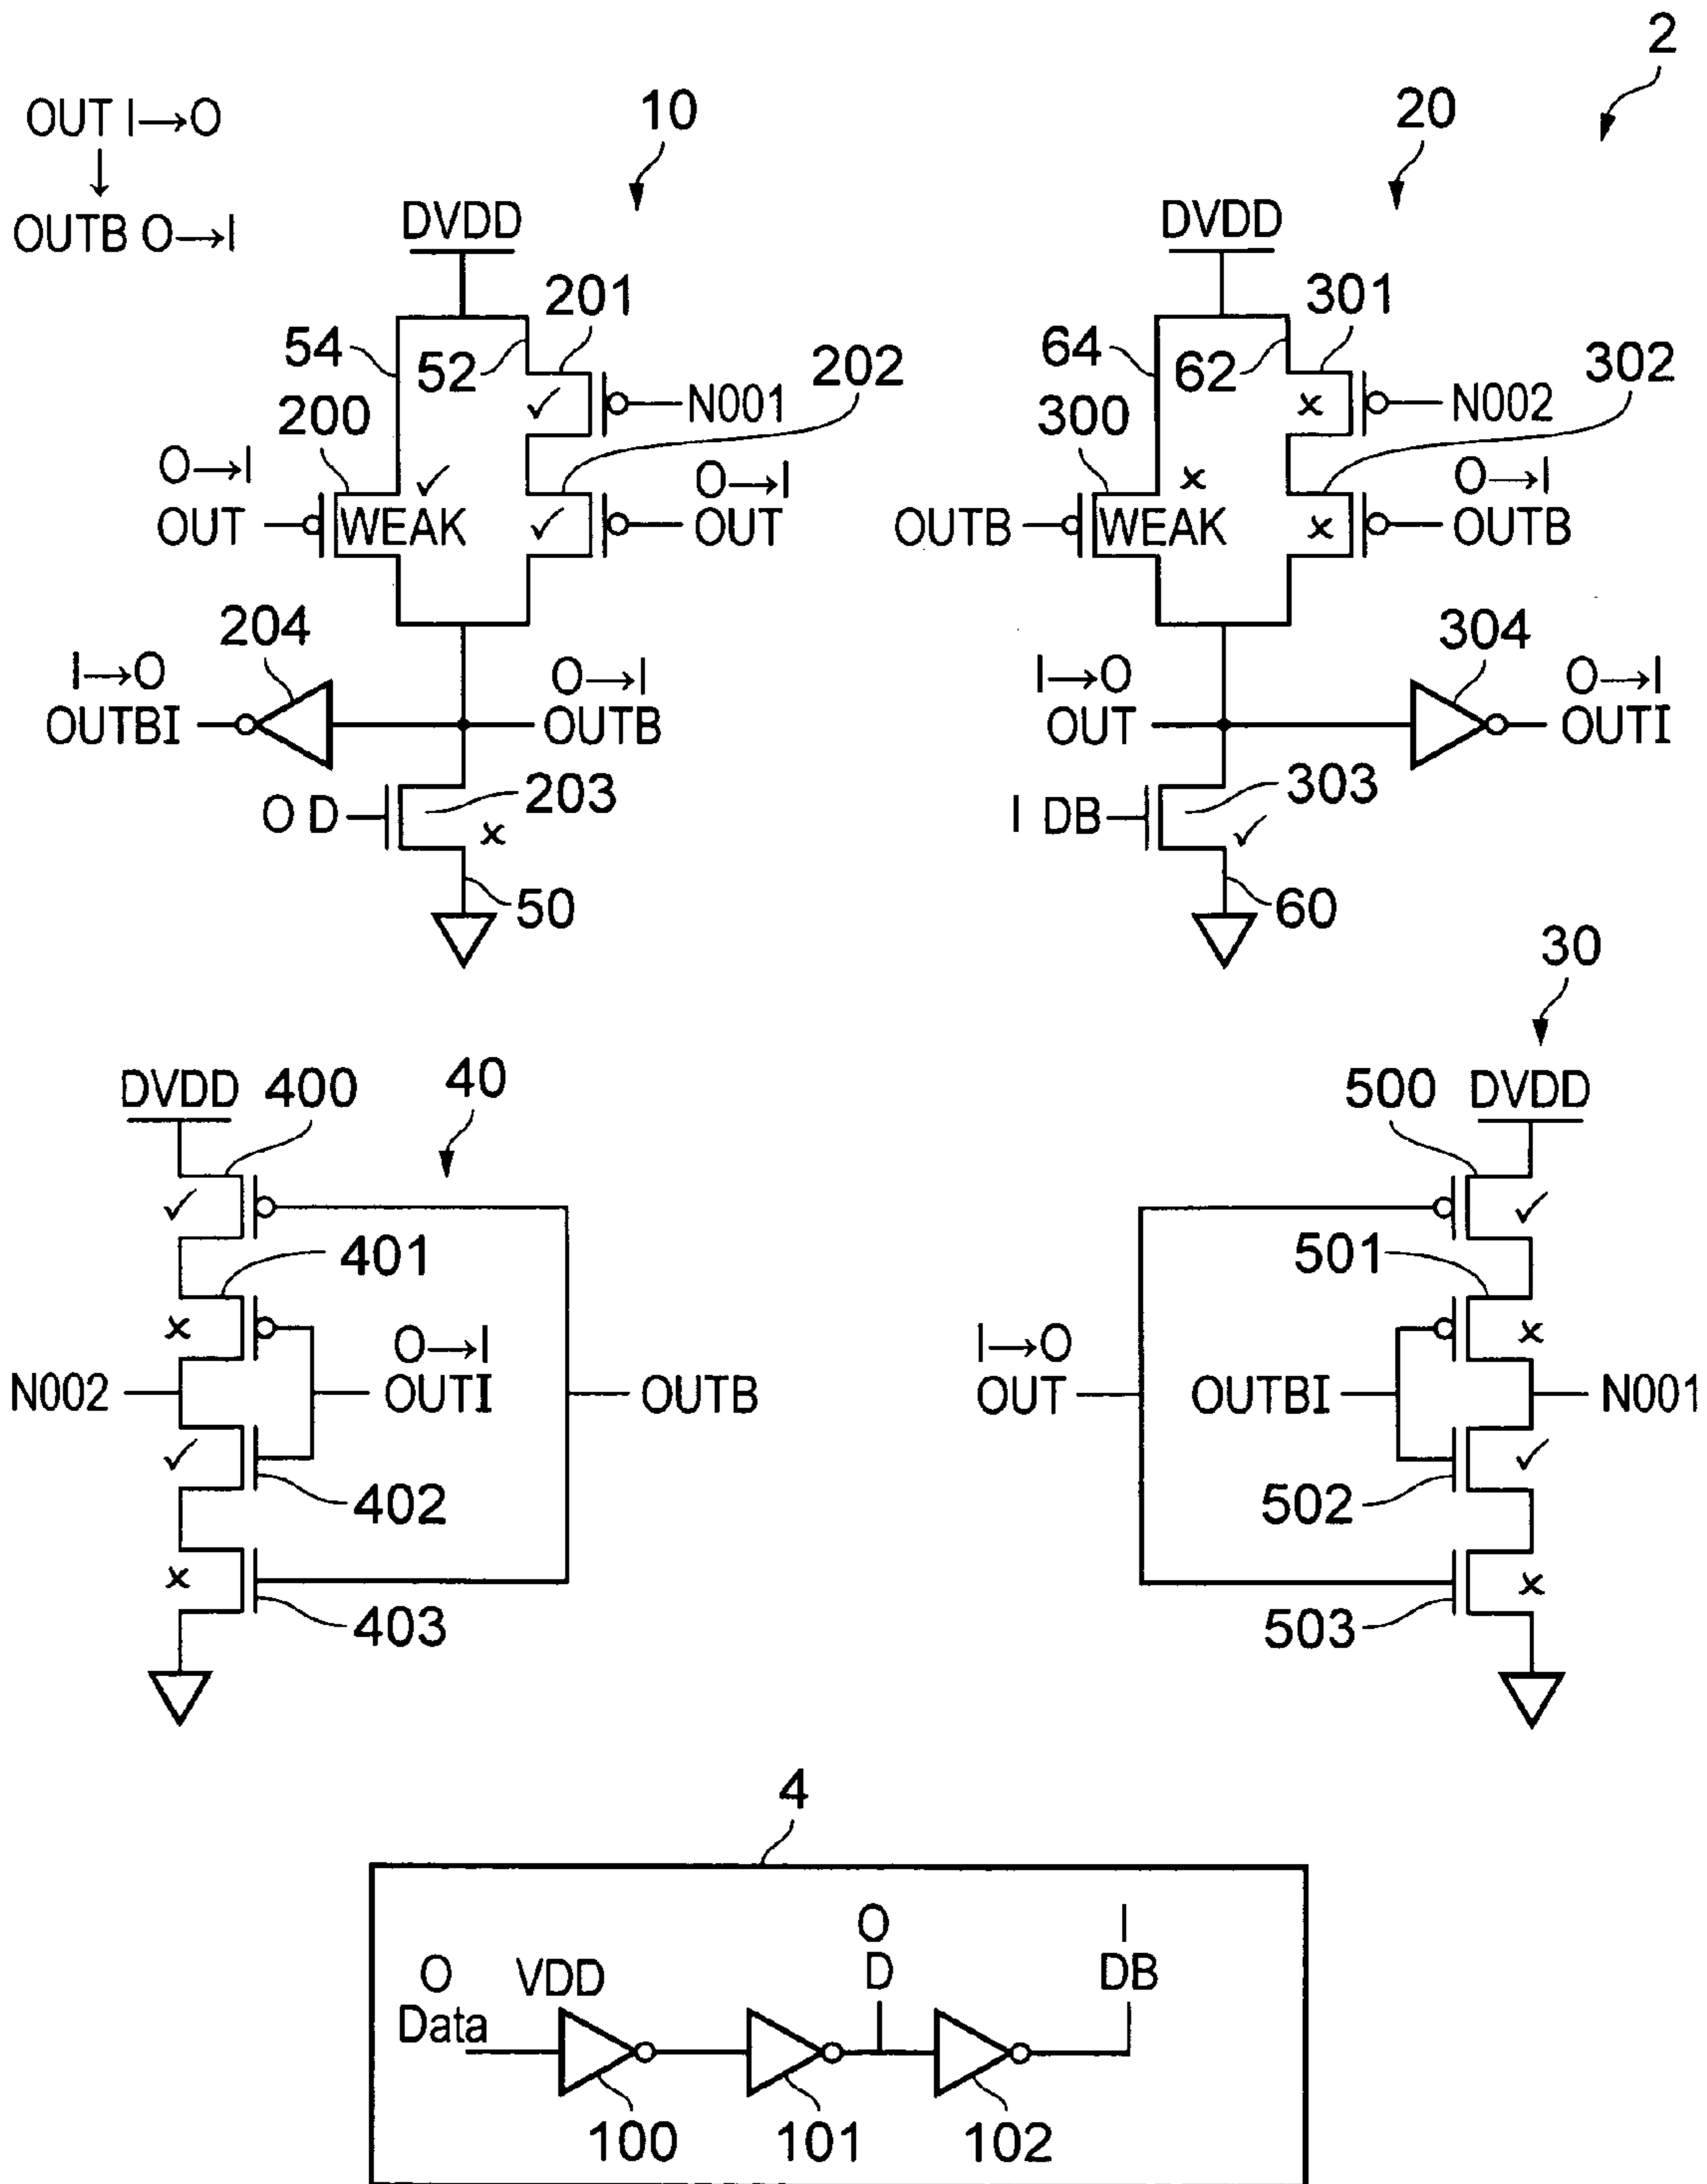 2
OUT I→O
↓
OUTB O→I
10
20
DVDD
DVDD
201
301
54
52
202
64
62
302
200
N001
300
N002
O→I
✓
✓
O→I
x
x
O→I
OUT
WEAK
✓
OUT
OUTB
WEAK
x
OUTB
204
304
I→O
OUTBI
O→I
OUTB
I→O
OUT
O→I
OUTI
O D
203
x
I DB
303
✓
50
60
30
DVDD
400
40
500
DVDD
✓
✓
401
501
x
O→I
I→O
x
N002
OUTI
OUTB
OUT
OUTBI
N001
✓
✓
402
502
x
x
403
503
4
O
Data
VDD
O
D
I
DB
100
101
102